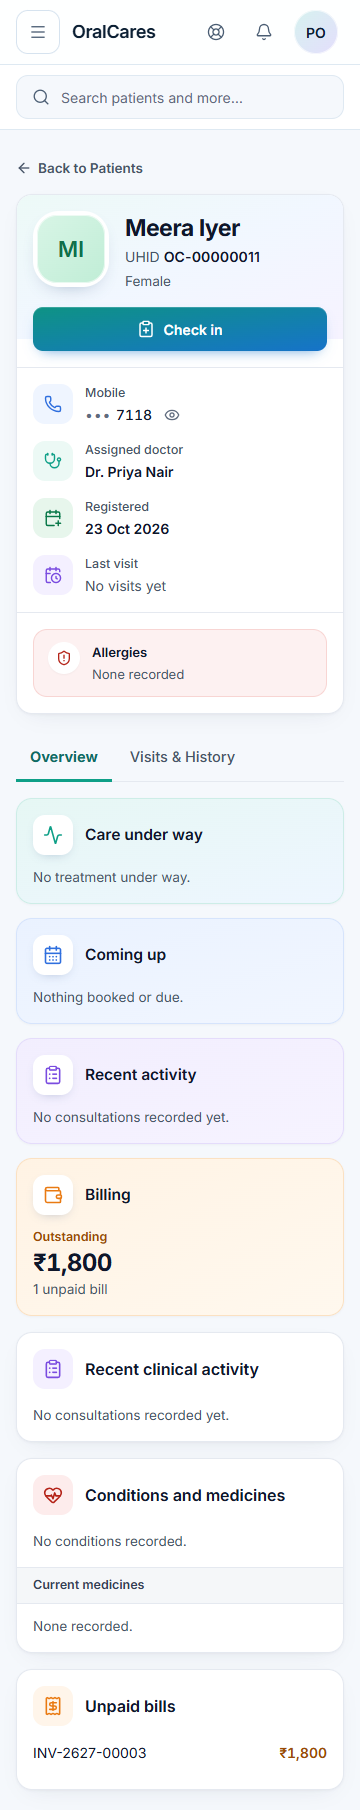 OralCares
PO
Search patients and more...
Back to Patients
MI
Meera Iyer
UHID OC-00000011
Female
Check in
Mobile
••• 7118
Assigned doctor
Dr. Priya Nair
Registered
23 Oct 2026
Last visit
No visits yet
Allergies
None recorded
Overview
Visits & History
Care under way
No treatment under way.
Coming up
Nothing booked or due.
Recent activity
No consultations recorded yet.
Billing
Outstanding
₹1,800
1 unpaid bill
Recent clinical activity
No consultations recorded yet.
Conditions and medicines
No conditions recorded.
Current medicines
None recorded.
Unpaid bills
INV-2627-00003 ₹1,800